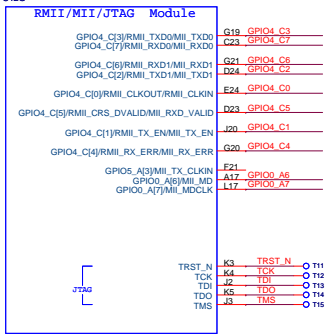 RMII/MII/JTAG Module
GPIO4_C[3]/RMII_TXD0/MII_TXD0 G19 GPIO4_C3
GPIO4_C[7]/RMII_RXD0/MII_RXD0 C23 GPIO4_C7
GPIO4_C[6]/RMII_RXD1/MII_RXD1 G21 GPIO4_C6
GPIO4_C[2]/RMII_TXD1/MII_TXD1 D24 GPIO4_C2
GPIO4_C[0]/RMII_CLKOUT/RMII_CLKIN E24 GPIO4_C0
GPIO4_C[5]/RMII_CRS_DVALID/MII_RXD_VALID D23 GPIO4_C5
GPIO4_C[1]/RMII_TX_EN/MII_TX_EN J20 GPIO4_C1
GPIO4_C[4]/RMII_RX_ERR/MII_RX_ERR G20 GPIO4_C4
GPIO5_A[3]/MII_TX_CLKIN F21
GPIO0_A[6]/MII_MD A17 GPIO0_A6
GPIO0_A[7]/MII_MDCLK L17 GPIO0_A7
TRST_N K3 TRST_N T11
TCK K4 TCK T12
TDI J2 TDI T13
JTAG TDO K5 TDO T14
TMS J3 TMS T15